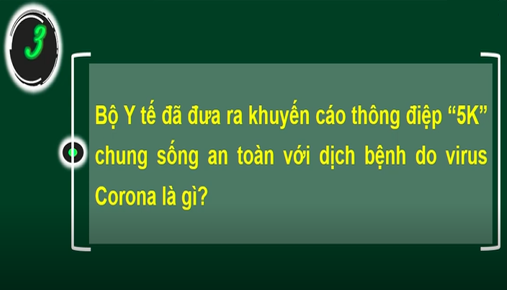 3
Bộ Y tế đã đưa ra khuyến cáo thông điệp “5K”
chung sống an toàn với dịch bệnh do virus
Corona là gì?